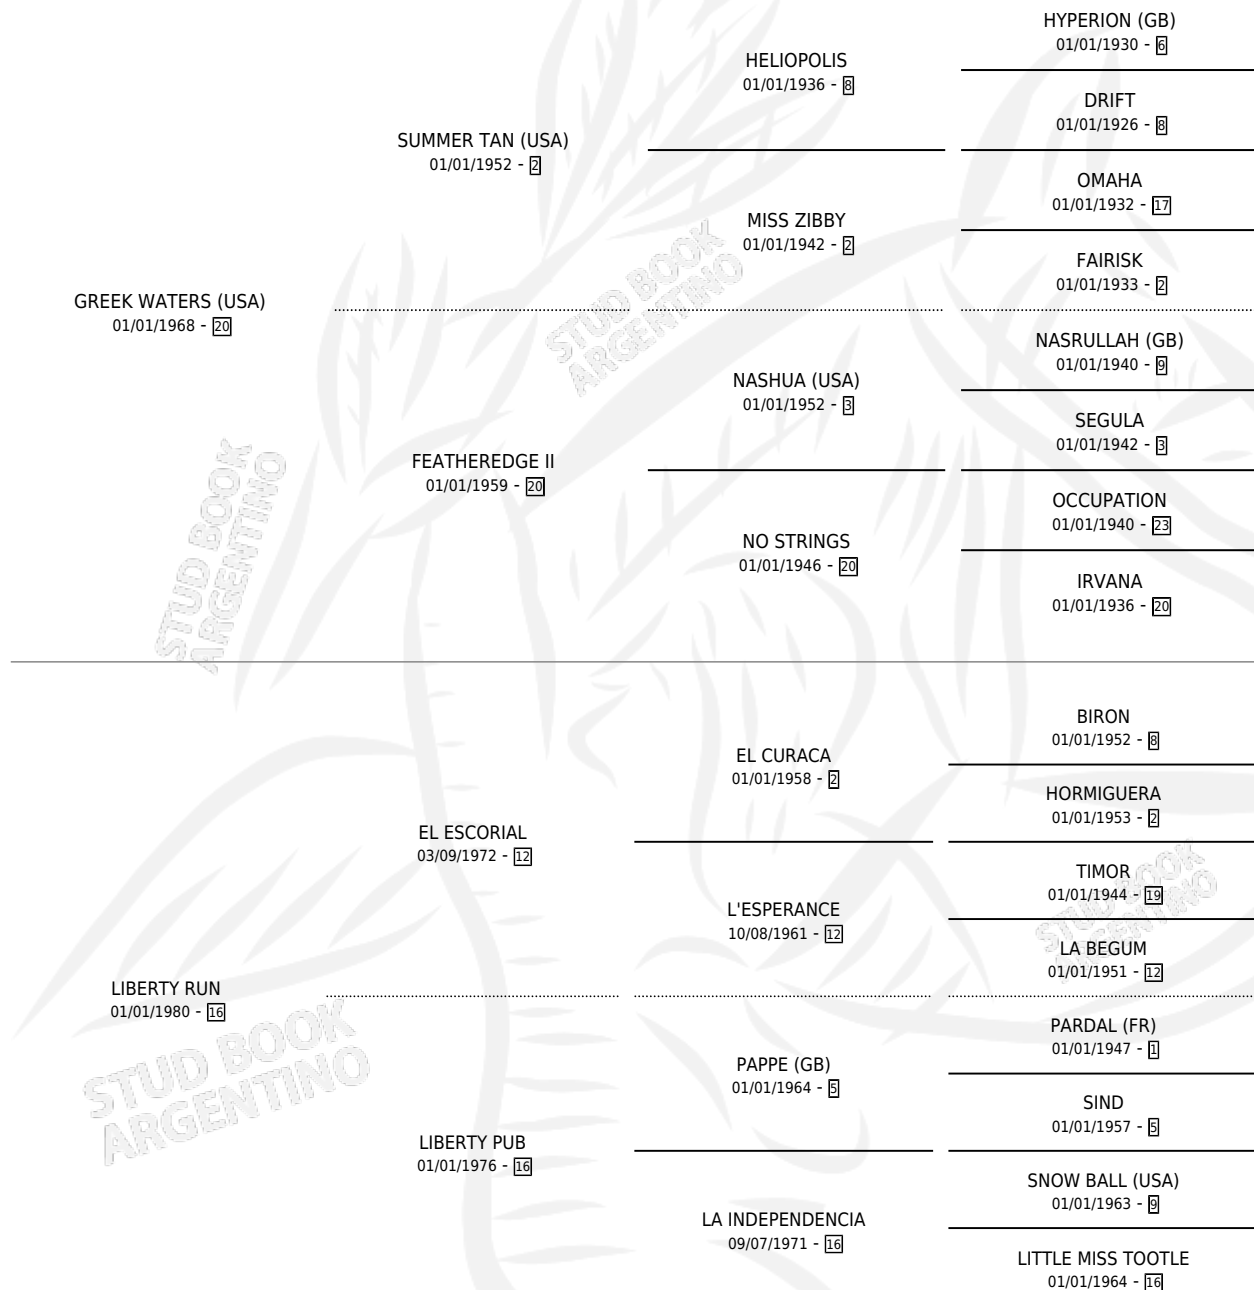 HYPERION (GB)
01/01/1930 - 6
HELIOPOLIS
01/01/1936 - 8
DRIFT
01/01/1926 - 8
SUMMER TAN (USA)
01/01/1952 - 2
OMAHA
01/01/1932 - 17
MISS ZIBBY
01/01/1942 - 2
FAIRISK
01/01/1933 - 2
GREEK WATERS (USA)
01/01/1968 - 20
STUD BOOK
ARGENTINO
NASRULLAH (GB)
01/01/1940 - 9
NASHUA (USA)
01/01/1952 - 3
SEGULA
01/01/1942 - 3
FEATHEREDGE II
01/01/1959 - 20
OCCUPATION
01/01/1940 - 23
NO STRINGS
01/01/1946 - 20
IRVANA
01/01/1936 - 20
STUD BOOK
ARGENTINO
BIRON
01/01/1952 - 8
EL CURACA
01/01/1958 - 2
HORMIGUERA
01/01/1953 - 2
EL ESCORIAL
03/09/1972 - 12
TIMOR
01/01/1944 - 19
L'ESPERANCE
10/08/1961 - 12
LA BEGUM
01/01/1951 - 12
STUD BOOK
ARGENTINO
LIBERTY RUN
01/01/1980 - 16
PARDAL (FR)
01/01/1947 - 1
PAPPE (GB)
01/01/1964 - 5
SIND
01/01/1957 - 5
STUD BOOK
ARGENTINO
LIBERTY PUB
01/01/1976 - 16
SNOW BALL (USA)
01/01/1963 - 9
LA INDEPENDENCIA
09/07/1971 - 16
LITTLE MISS TOOTLE
01/01/1964 - 16